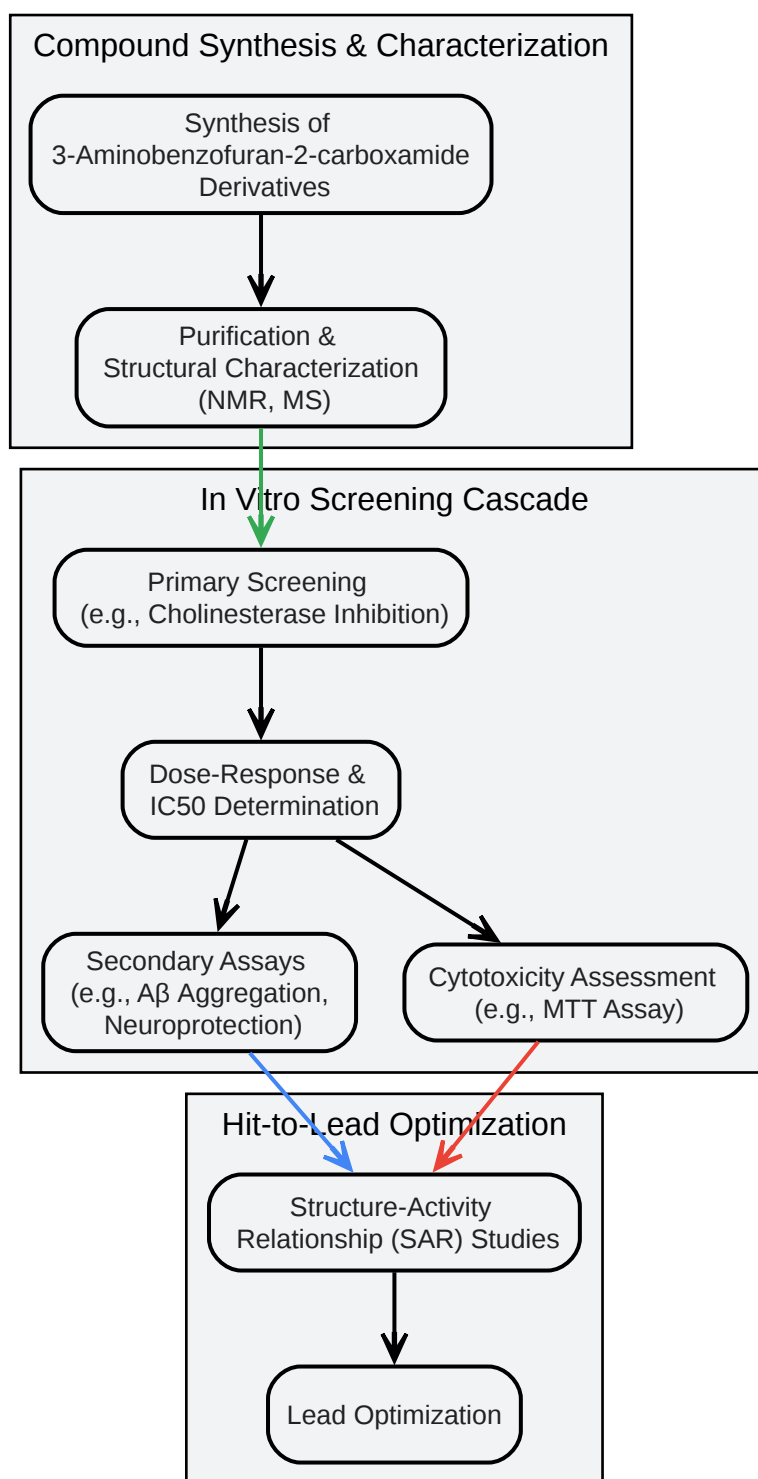 Compound Synthesis & Characterization
Synthesis of
3-Aminobenzofuran-2-carboxamide
Derivatives
Purification &
Structural Characterization
(NMR, MS)
In Vitro Screening Cascade
Primary Screening
(e.g., Cholinesterase Inhibition)
Dose-Response &
IC50 Determination
Secondary Assays
(e.g., Aβ Aggregation,
Neuroprotection)
Cytotoxicity Assessment
(e.g., MTT Assay)
Hit-to-Lead Optimization
Structure-Activity
Relationship (SAR) Studies
Lead Optimization